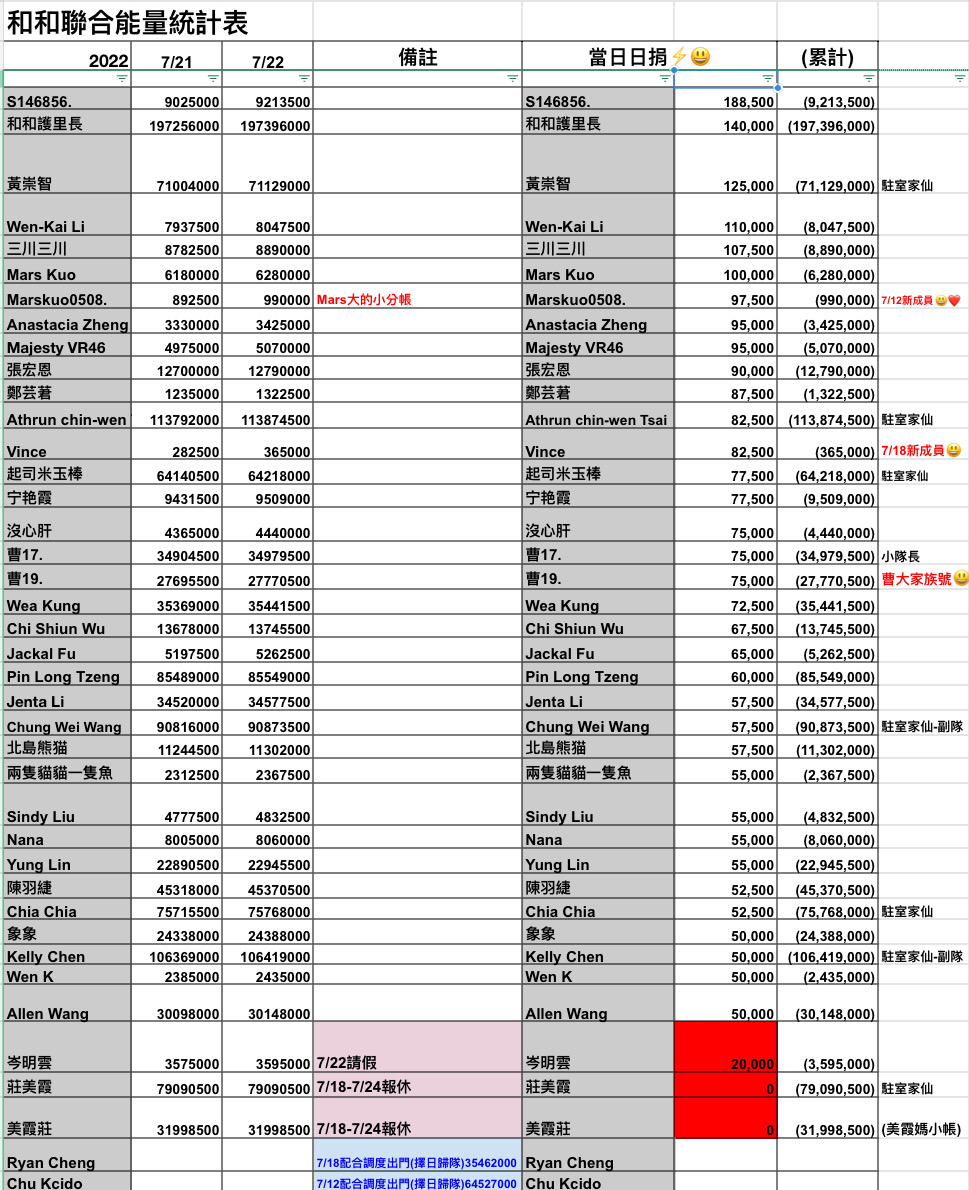 和和聯合能量統計表
2022 7/21 7/22 備註 當日日捐⚡😃 (累計)
S146856. 9025000 9213500 S146856. 188,500 (9,213,500)
和和護里長 197256000 197396000 和和護里長 140,000 (197,396,000)
黃崇智 71004000 71129000 黃崇智 125,000 (71,129,000) 駐室家仙
Wen-Kai Li 7937500 8047500 Wen-Kai Li 110,000 (8,047,500)
三川三川 8782500 8890000 三川三川 107,500 (8,890,000)
Mars Kuo 6180000 6280000 Mars Kuo 100,000 (6,280,000)
Marskuo0508. 892500 990000 Mars大的小分帳 Marskuo0508. 97,500 (990,000) 7/12新成員😃❤️
Anastacia Zheng 3330000 3425000 Anastacia Zheng 95,000 (3,425,000)
Majesty VR46 4975000 5070000 Majesty VR46 95,000 (5,070,000)
張宏恩 12700000 12790000 張宏恩 90,000 (12,790,000)
鄭芸莙 1235000 1322500 鄭芸莙 87,500 (1,322,500)
Athrun chin-wen 113792000 113874500 Athrun chin-wen Tsai 82,500 (113,874,500) 駐室家仙
Vince 282500 365000 Vince 82,500 (365,000) 7/18新成員😃
起司米玉棒 64140500 64218000 起司米玉棒 77,500 (64,218,000) 駐室家仙
宁艳霞 9431500 9509000 宁艳霞 77,500 (9,509,000)
沒心肝 4365000 4440000 沒心肝 75,000 (4,440,000)
曹17. 34904500 34979500 曹17. 75,000 (34,979,500) 小隊長
曹19. 27695500 27770500 曹19. 75,000 (27,770,500) 曹大家族號😃
Wea Kung 35369000 35441500 Wea Kung 72,500 (35,441,500)
Chi Shiun Wu 13678000 13745500 Chi Shiun Wu 67,500 (13,745,500)
Jackal Fu 5197500 5262500 Jackal Fu 65,000 (5,262,500)
Pin Long Tzeng 85489000 85549000 Pin Long Tzeng 60,000 (85,549,000)
Jenta Li 34520000 34577500 Jenta Li 57,500 (34,577,500)
Chung Wei Wang 90816000 90873500 Chung Wei Wang 57,500 (90,873,500) 駐室家仙-副隊
北島熊猫 11244500 11302000 北島熊猫 57,500 (11,302,000)
兩隻貓貓一隻魚 2312500 2367500 兩隻貓貓一隻魚 55,000 (2,367,500)
Sindy Liu 4777500 4832500 Sindy Liu 55,000 (4,832,500)
Nana 8005000 8060000 Nana 55,000 (8,060,000)
Yung Lin 22890500 22945500 Yung Lin 55,000 (22,945,500)
陳羽緁 45318000 45370500 陳羽緁 52,500 (45,370,500)
Chia Chia 75715500 75768000 Chia Chia 52,500 (75,768,000) 駐室家仙
象象 24338000 24388000 象象 50,000 (24,388,000)
Kelly Chen 106369000 106419000 Kelly Chen 50,000 (106,419,000) 駐室家仙-副隊
Wen K 2385000 2435000 Wen K 50,000 (2,435,000)
Allen Wang 30098000 30148000 Allen Wang 50,000 (30,148,000)
岑明雲 3575000 3595000 7/22請假 岑明雲 20,000 (3,595,000)
莊美霞 79090500 79090500 7/18-7/24報休 莊美霞 0 (79,090,500) 駐室家仙
美霞莊 31998500 31998500 7/18-7/24報休 美霞莊 0 (31,998,500) (美霞媽小帳)
Ryan Cheng 7/18配合調度出門(擇日歸隊)35462000 Ryan Cheng
Chu Kcido 7/12配合調度出門(擇日歸隊)64527000 Chu Kcido